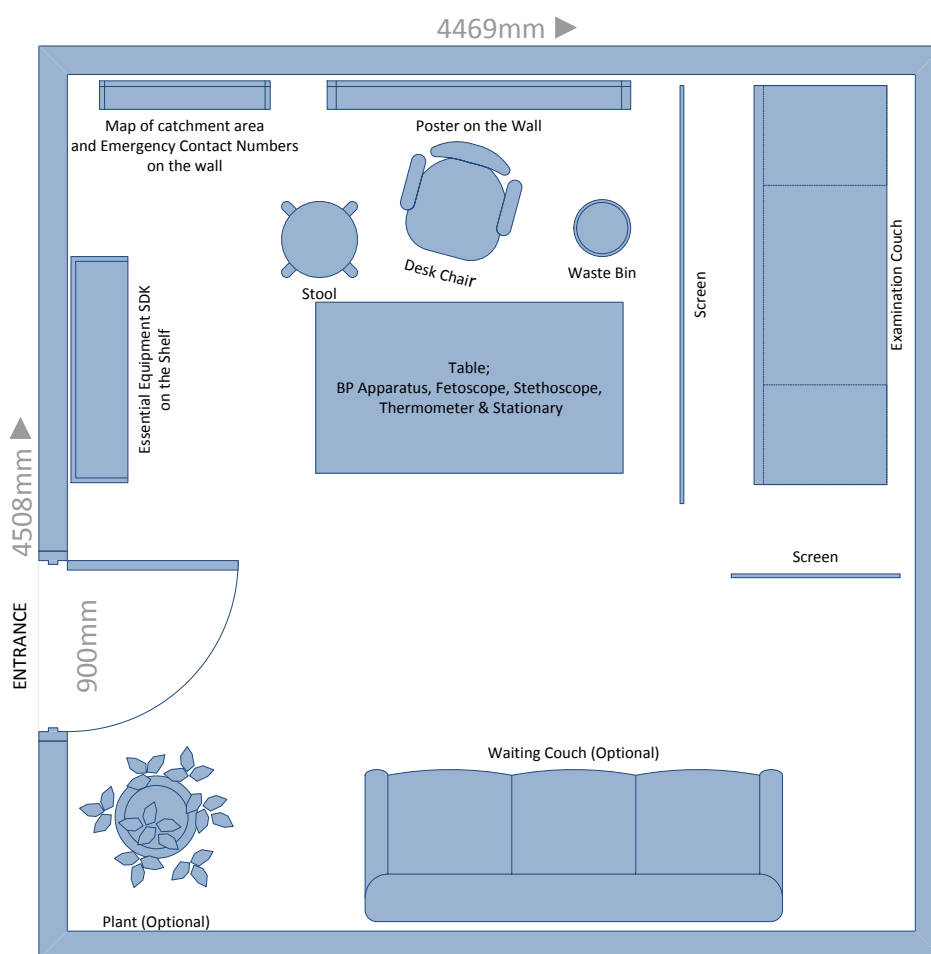 4469mm ▶
Map of catchment area
and Emergency Contact Numbers
on the wall
Poster on the Wall
Stool
Desk Chair
Waste Bin
Screen
Examination Couch
Essential Equipment SDK
on the Shelf
Table;
BP Apparatus, Fetoscope, Stethoscope,
Thermometer & Stationary
4508mm ▶
Screen
ENTRANCE
900mm
Waiting Couch (Optional)
Plant (Optional)